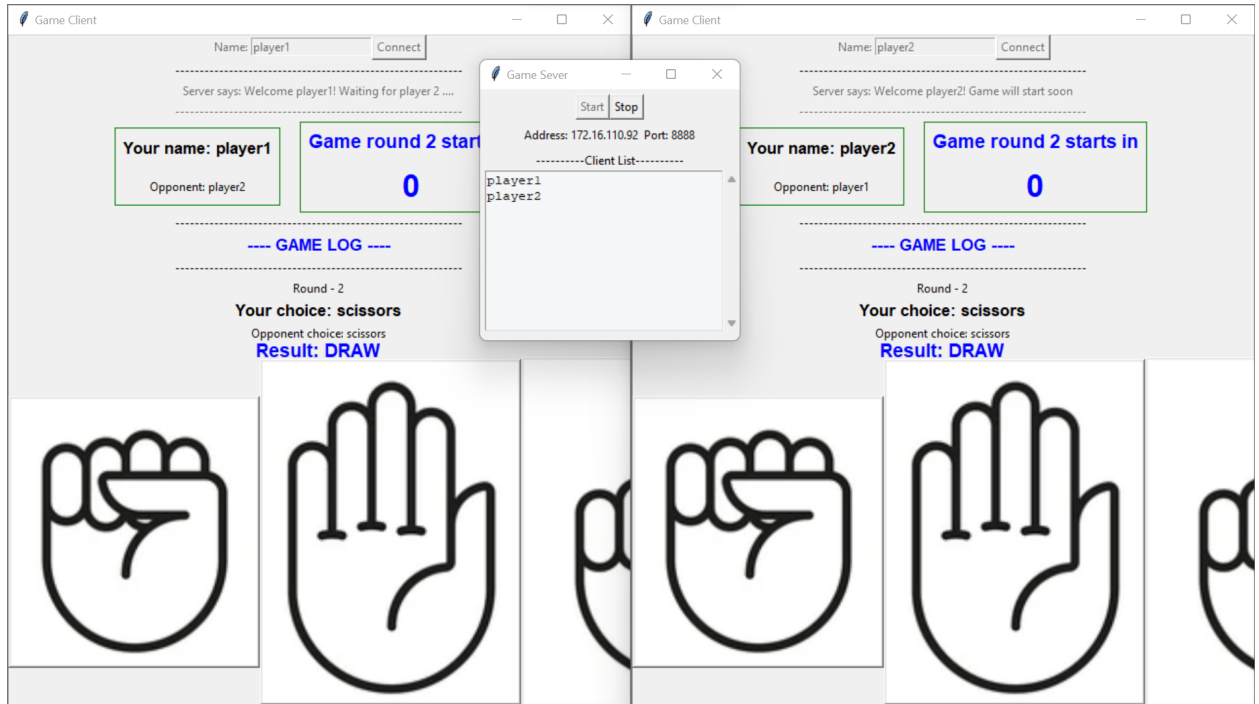 Game Client
Name: player1 Connect
------------------------------------------------------------
Server says: Welcome player1! Waiting for player 2 ....
------------------------------------------------------------
Your name: player1
Opponent: player2
Game round 2 start
0
------------------------------------------------------------
---- GAME LOG ----
------------------------------------------------------------
Round - 2
Your choice: scissors
Opponent choice: scissors
Result: DRAW
Game Sever
Start Stop
Address: 172.16.110.92 Port: 8888
----------Client List----------
player1
player2
Game Client
Name: player2 Connect
------------------------------------------------------------
Server says: Welcome player2! Game will start soon
------------------------------------------------------------
Your name: player2
Opponent: player1
Game round 2 starts in
0
------------------------------------------------------------
---- GAME LOG ----
------------------------------------------------------------
Round - 2
Your choice: scissors
Opponent choice: scissors
Result: DRAW